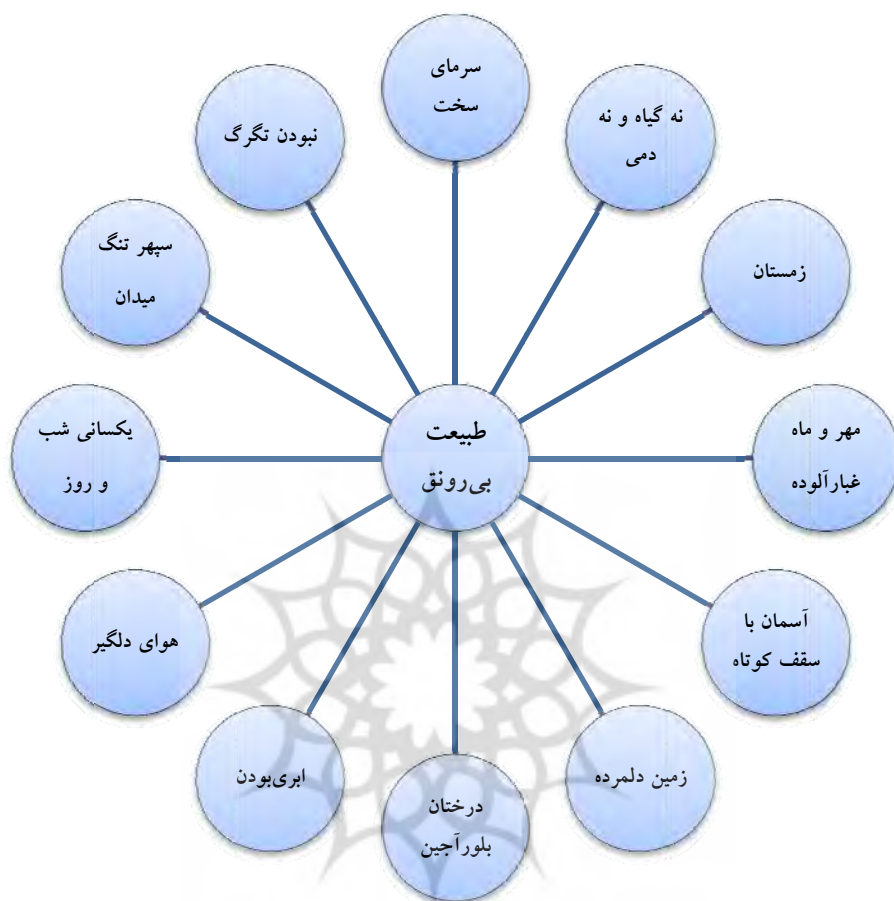 طبیعت
بی‌رونق
سرمای
سخت
نه گیاه و نه
دمی
زمستان
مهر و ماه
غبارآلوده
آسمان با
سقف کوتاه
زمین دلمرده
درختان
بلورآجین
ابری‌بودن
هوای دلگیر
یکسانی شب
و روز
سپهر تنگ
میدان
نبودن تگرگ